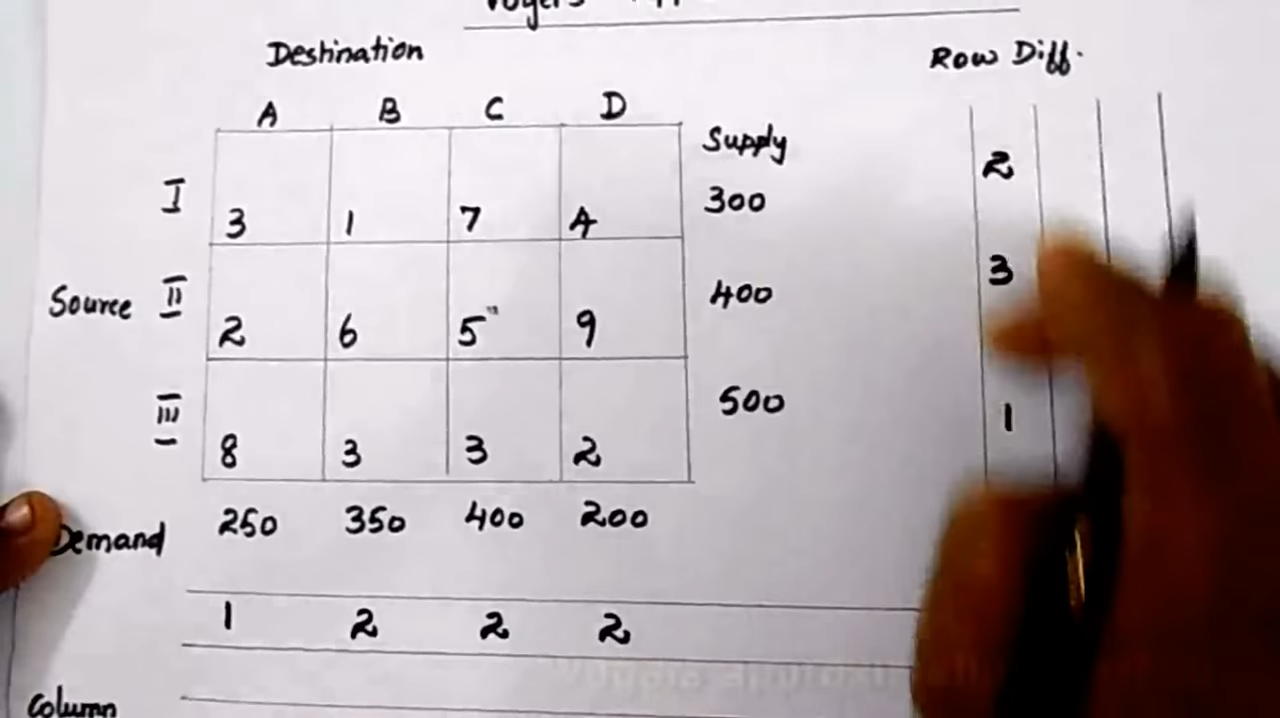 Destination Row Diff.
A B C D
Supply
I 3 1 7 4 300 2
Source II 2 6 5 9 400 3
III 8 3 3 2 500 1
Demand 250 350 400 200
1 2 2 2
Column